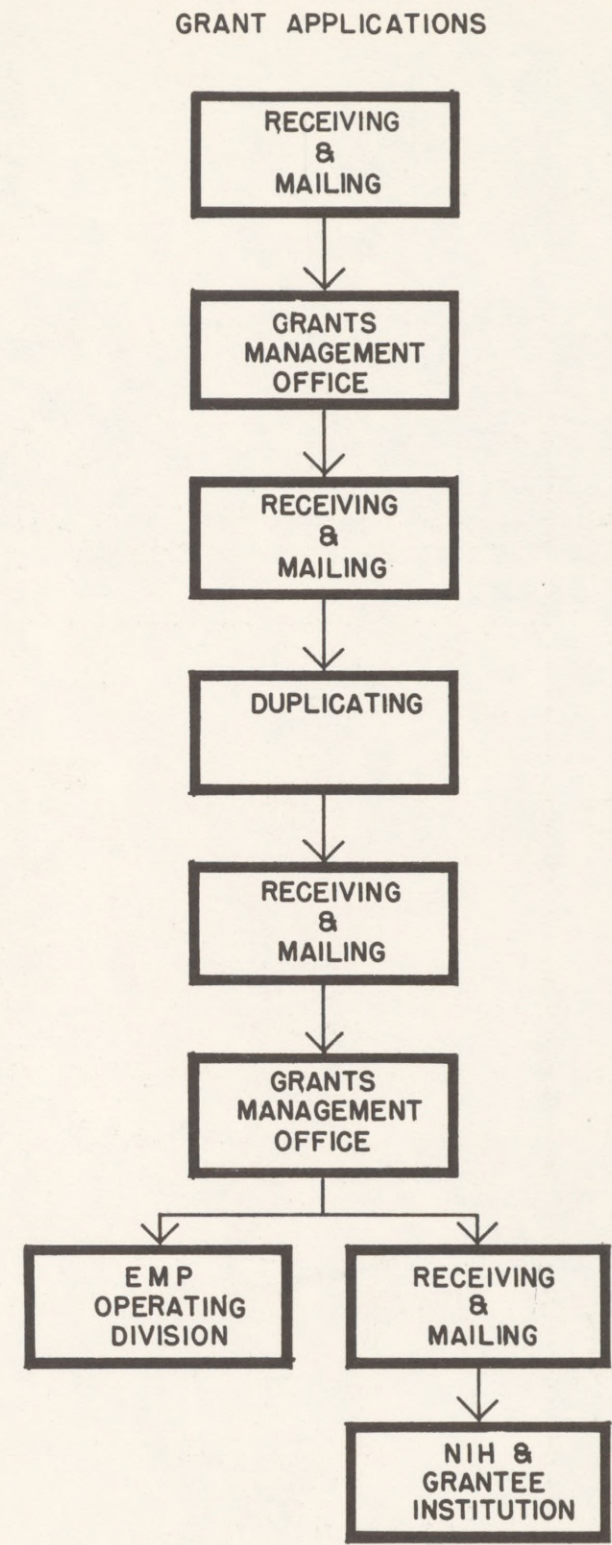 GRANT APPLICATIONS
RECEIVING
&
MAILING
GRANTS
MANAGEMENT
OFFICE
RECEIVING
&
MAILING
DUPLICATING
RECEIVING
&
MAILING
GRANTS
MANAGEMENT
OFFICE
EMP
OPERATING
DIVISION
RECEIVING
&
MAILING
NIH &
GRANTEE
INSTITUTION